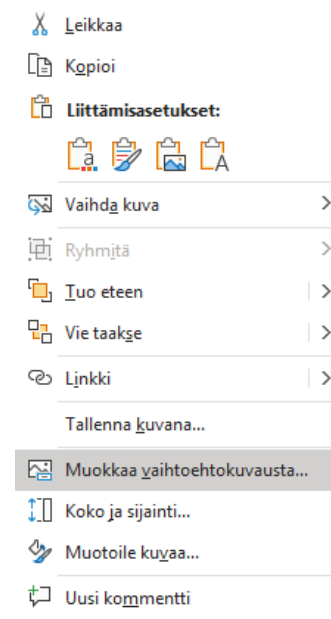 Leikkaa
Kopioi
Liittämisasetukset:
Vaihda kuva
Ryhmitä
Tuo eteen
Vie taakse
Linkki
Tallenna kuvana...
Muokkaa vaihtoehtokuvausta...
Koko ja sijainti...
Muotoile kuvaa...
Uusi kommentti